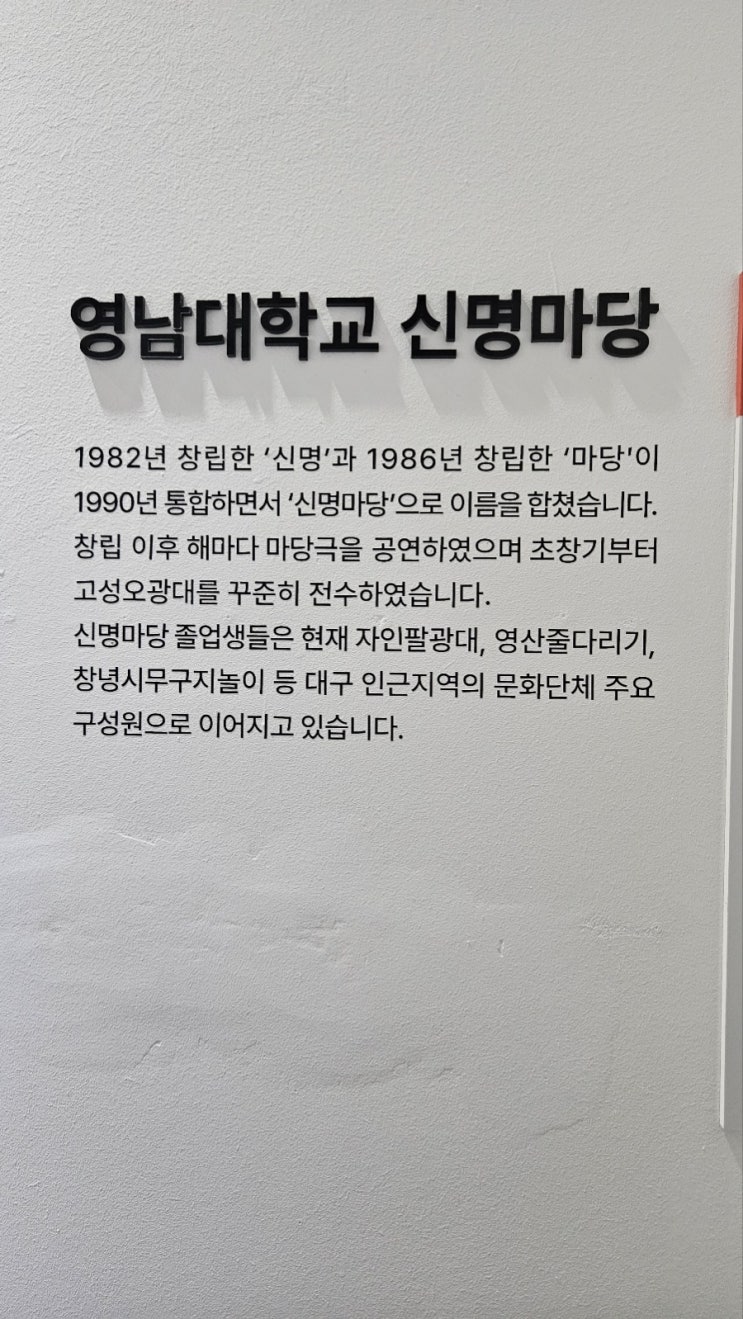 영남대학교 신명마당
1982년 창립한 ‘신명’과 1986년 창립한 ‘마당’이
1990년 통합하면서 ‘신명마당’으로 이름을 합쳤습니다.
창립 이후 해마다 마당극을 공연하였으며 초창기부터
고성오광대를 꾸준히 전수하였습니다.
신명마당 졸업생들은 현재 자인팔광대, 영산줄다리기,
창녕시무구지놀이 등 대구 인근지역의 문화단체 주요
구성원으로 이어지고 있습니다.